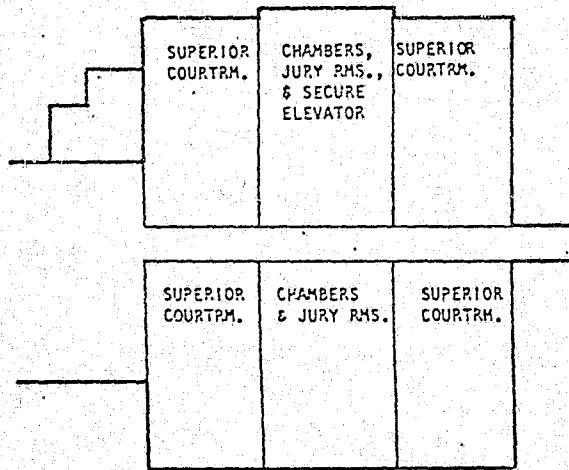 SUPERIOR
COURTRM.
CHAMBERS,
JURY RMS.,
& SECURE
ELEVATOR
SUPERIOR
COURTRM.
SUPERIOR
COURTRM.
CHAMBERS
& JURY RMS.
SUPERIOR
COURTRM.